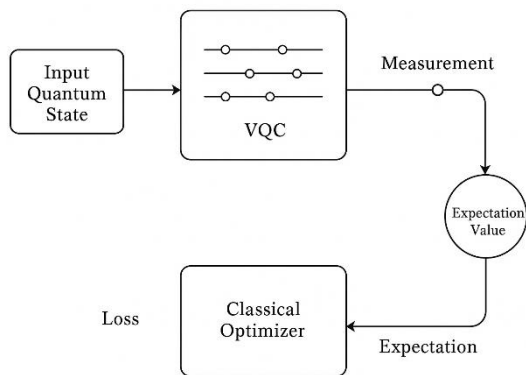 Input
Quantum
State
VQC
Measurement
Expectation
Value
Loss
Classical
Optimizer
Expectation